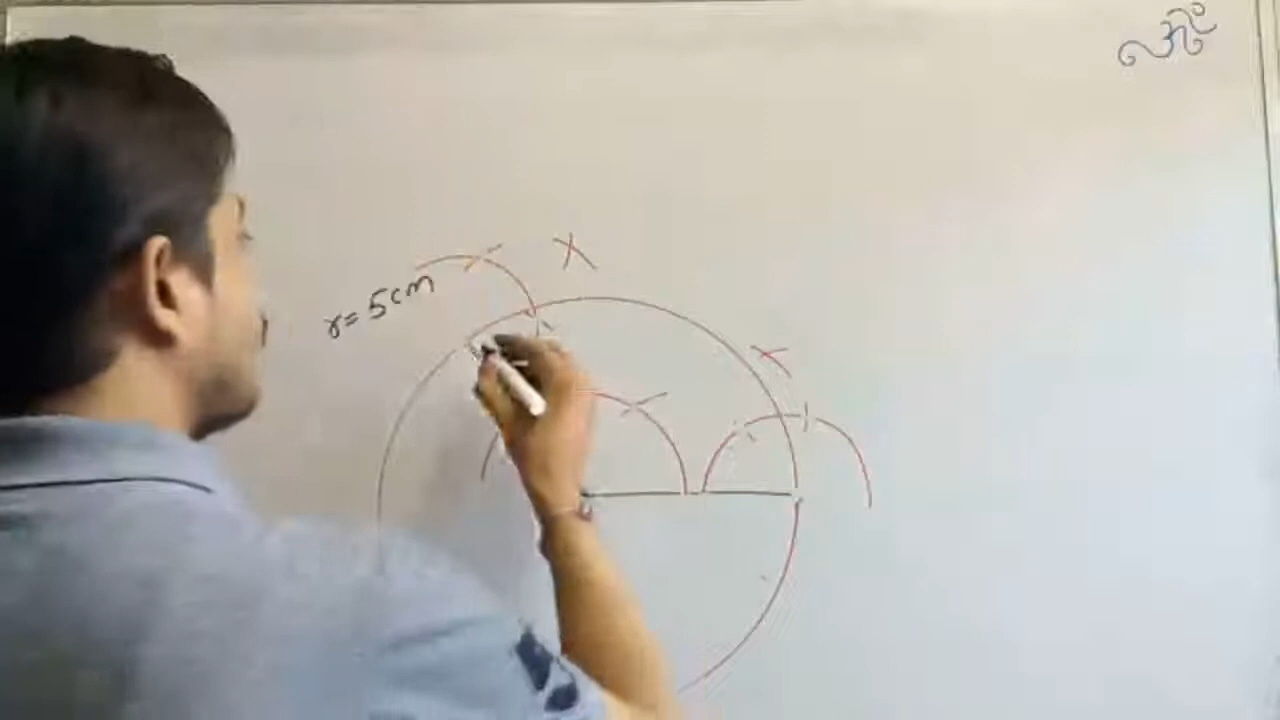 r = 5cm